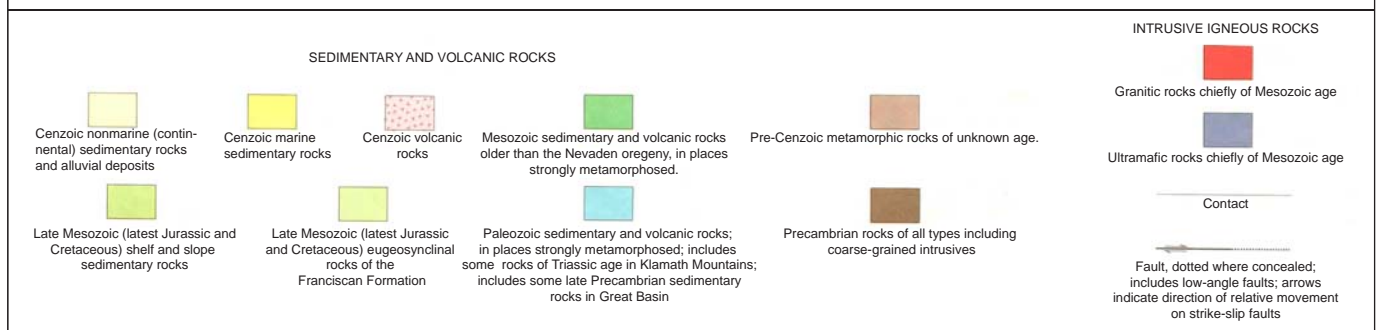 SEDIMENTARY AND VOLCANIC ROCKS
Cenzoic nonmarine (contin-
nental) sedimentary rocks
and alluvial deposits
Cenzoic marine
sedimentary rocks
Cenzoic volcanic
rocks
Mesozoic sedimentary and volcanic rocks
older than the Nevaden oregeny, in places
strongly metamorphosed.
Pre-Cenzoic metamorphic rocks of unknown age.
Late Mesozoic (latest Jurassic and
Cretaceous) shelf and slope
sedimentary rocks
Late Mesozoic (latest Jurassic
and Cretaceous) eugeosynclinal
rocks of the
Franciscan Formation
Paleozoic sedimentary and volcanic rocks;
in places strongly metamorphosed; includes
some rocks of Triassic age in Klamath Mountains;
includes some late Precambrian sedimentary
rocks in Great Basin
Precambrian rocks of all types including
coarse-grained intrusives
INTRUSIVE IGNEOUS ROCKS
Granitic rocks chiefly of Mesozoic age
Ultramafic rocks chiefly of Mesozoic age
Contact
Fault, dotted where concealed;
includes low-angle faults; arrows
indicate direction of relative movement
on strike-slip faults